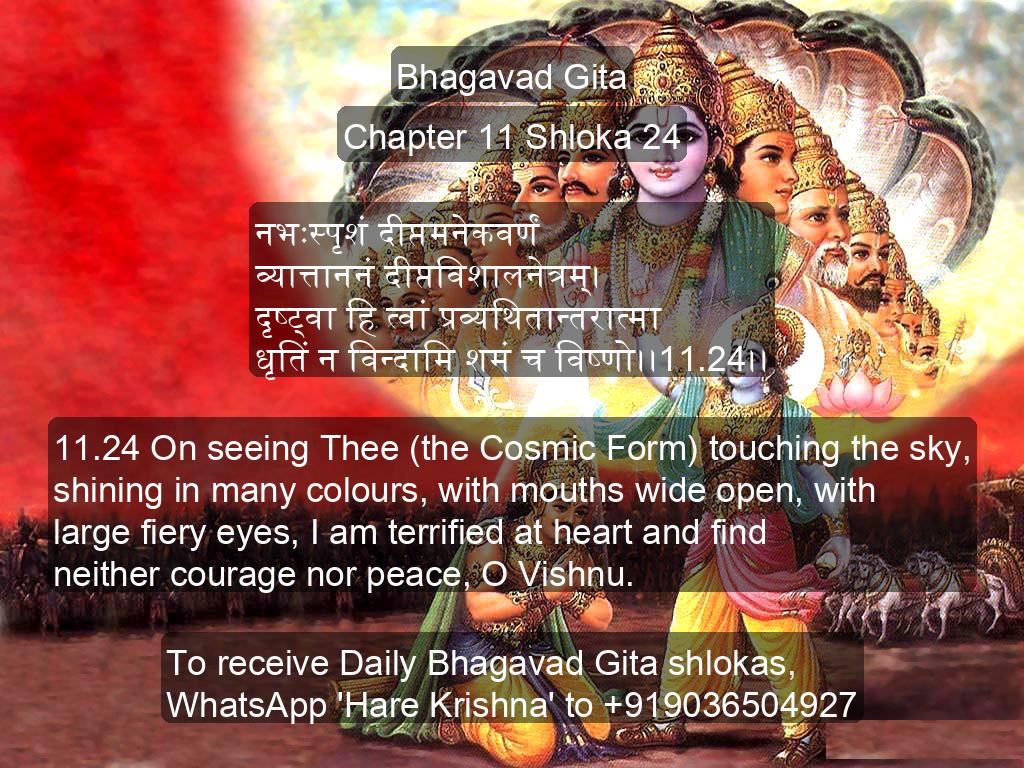 Bhagavad Gita
Chapter 11 Shloka 24
नभःस्पृशं दीप्तमनेकवर्णं
व्यात्ताननं दीप्तविशालनेत्रम्।
दृष्ट्वा हि त्वां प्रव्यथितान्तरात्मा
धृतिं न विन्दामि शमं च विष्णो।।11.24।।
11.24 On seeing Thee (the Cosmic Form) touching the sky,
shining in many colours, with mouths wide open, with
large fiery eyes, I am terrified at heart and find
neither courage nor peace, O Vishnu.
To receive Daily Bhagavad Gita shlokas,
WhatsApp 'Hare Krishna' to +919036504927